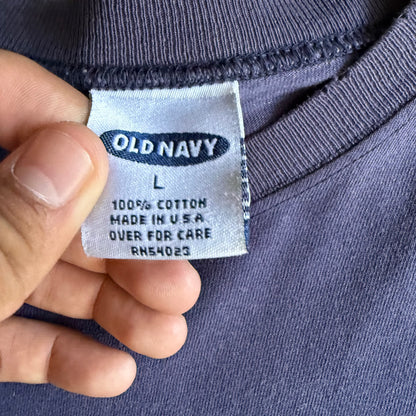 OLD NAVY
L
100% COTTON
MADE IN U.S.A
OVER FOR CARE
RN54023